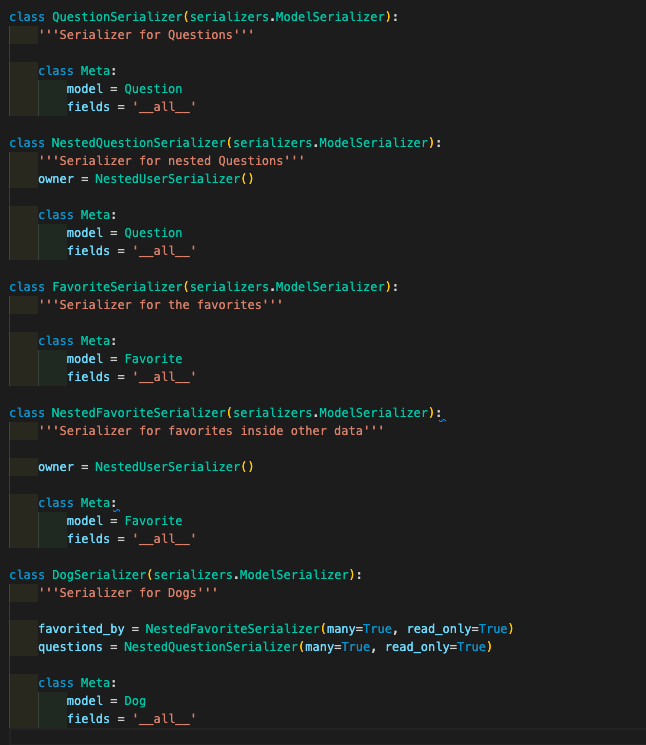 class QuestionSerializer(serializers.ModelSerializer):
    '''Serializer for Questions'''

    class Meta:
        model = Question
        fields = '__all__'

class NestedQuestionSerializer(serializers.ModelSerializer):
    '''Serializer for nested Questions'''
    owner = NestedUserSerializer()

    class Meta:
        model = Question
        fields = '__all__'

class FavoriteSerializer(serializers.ModelSerializer):
    '''Serializer for the favorites'''

    class Meta:
        model = Favorite
        fields = '__all__'

class NestedFavoriteSerializer(serializers.ModelSerializer):
    '''Serializer for favorites inside other data'''

    owner = NestedUserSerializer()

    class Meta:
        model = Favorite
        fields = '__all__'

class DogSerializer(serializers.ModelSerializer):
    '''Serializer for Dogs'''

    favorited_by = NestedFavoriteSerializer(many=True, read_only=True)
    questions = NestedQuestionSerializer(many=True, read_only=True)

    class Meta:
        model = Dog
        fields = '__all__'